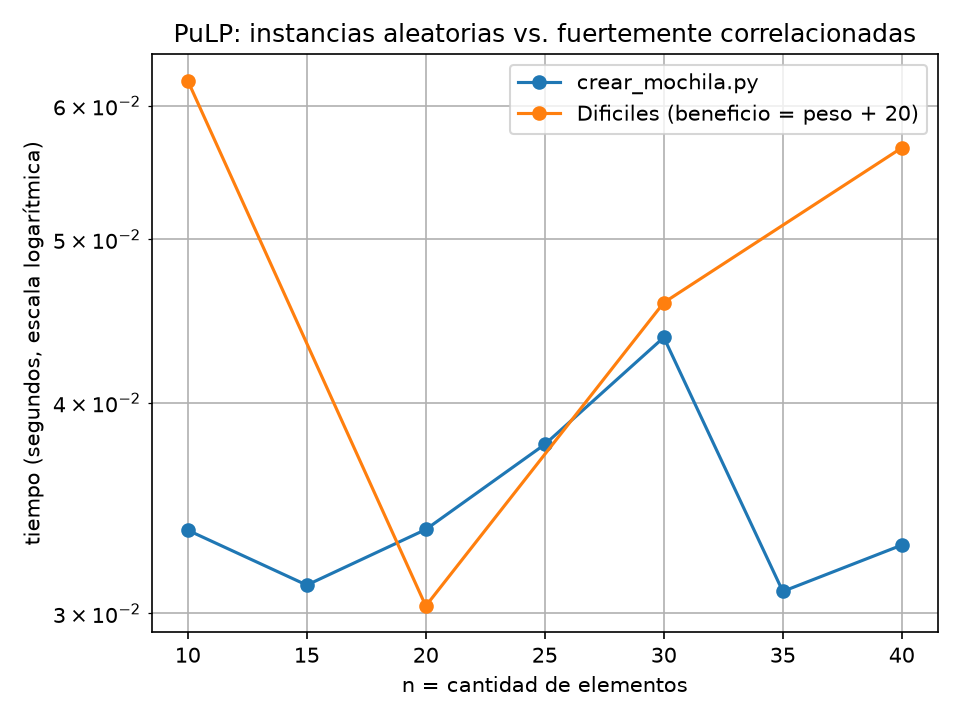 PuLP: instancias aleatorias vs. fuertemente correlacionadas
crear_mochila.py
Dificiles (beneficio = peso + 20)
tiempo (segundos, escala logarítmica)
6 × 10⁻²
5 × 10⁻²
4 × 10⁻²
3 × 10⁻²
10 15 20 25 30 35 40
n = cantidad de elementos